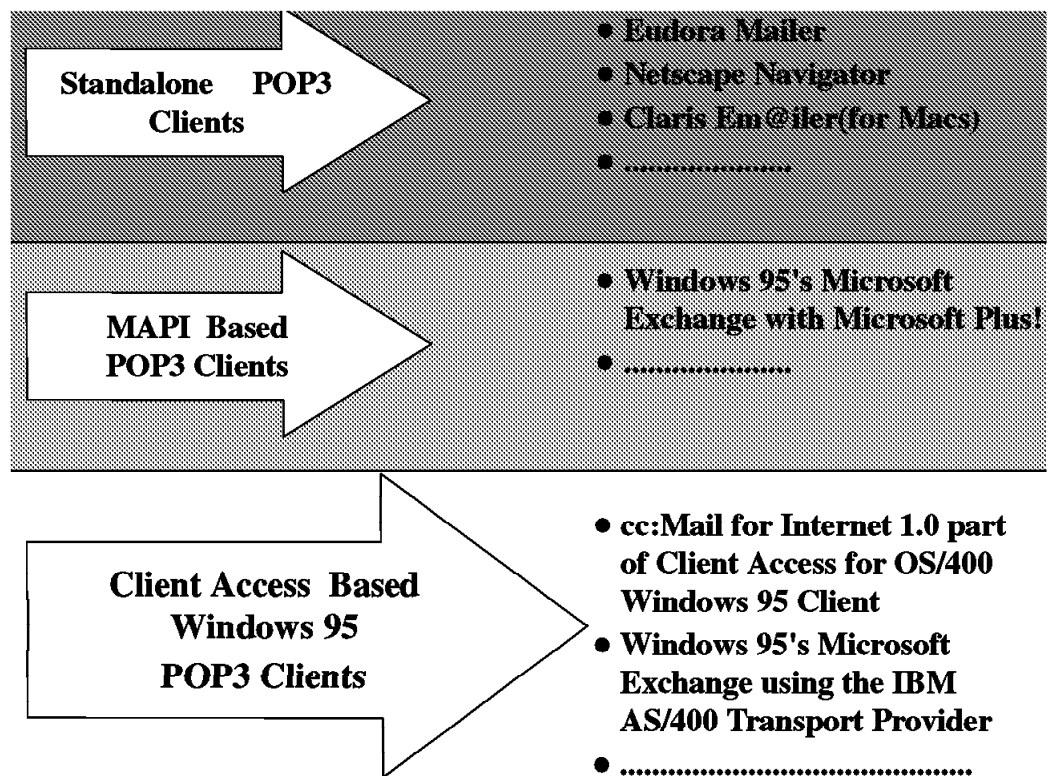 Standalone POP3
Clients
● Eudora Mailer
● Netscape Navigator
● Claris Em@iler(for Macs)
● .....................
MAPI Based
POP3 Clients
● Windows 95's Microsoft
Exchange with Microsoft Plus!
● .....................
Client Access Based
Windows 95
POP3 Clients
● cc:Mail for Internet 1.0 part
of Client Access for OS/400
Windows 95 Client
● Windows 95's Microsoft
Exchange using the IBM
AS/400 Transport Provider
● ............................................